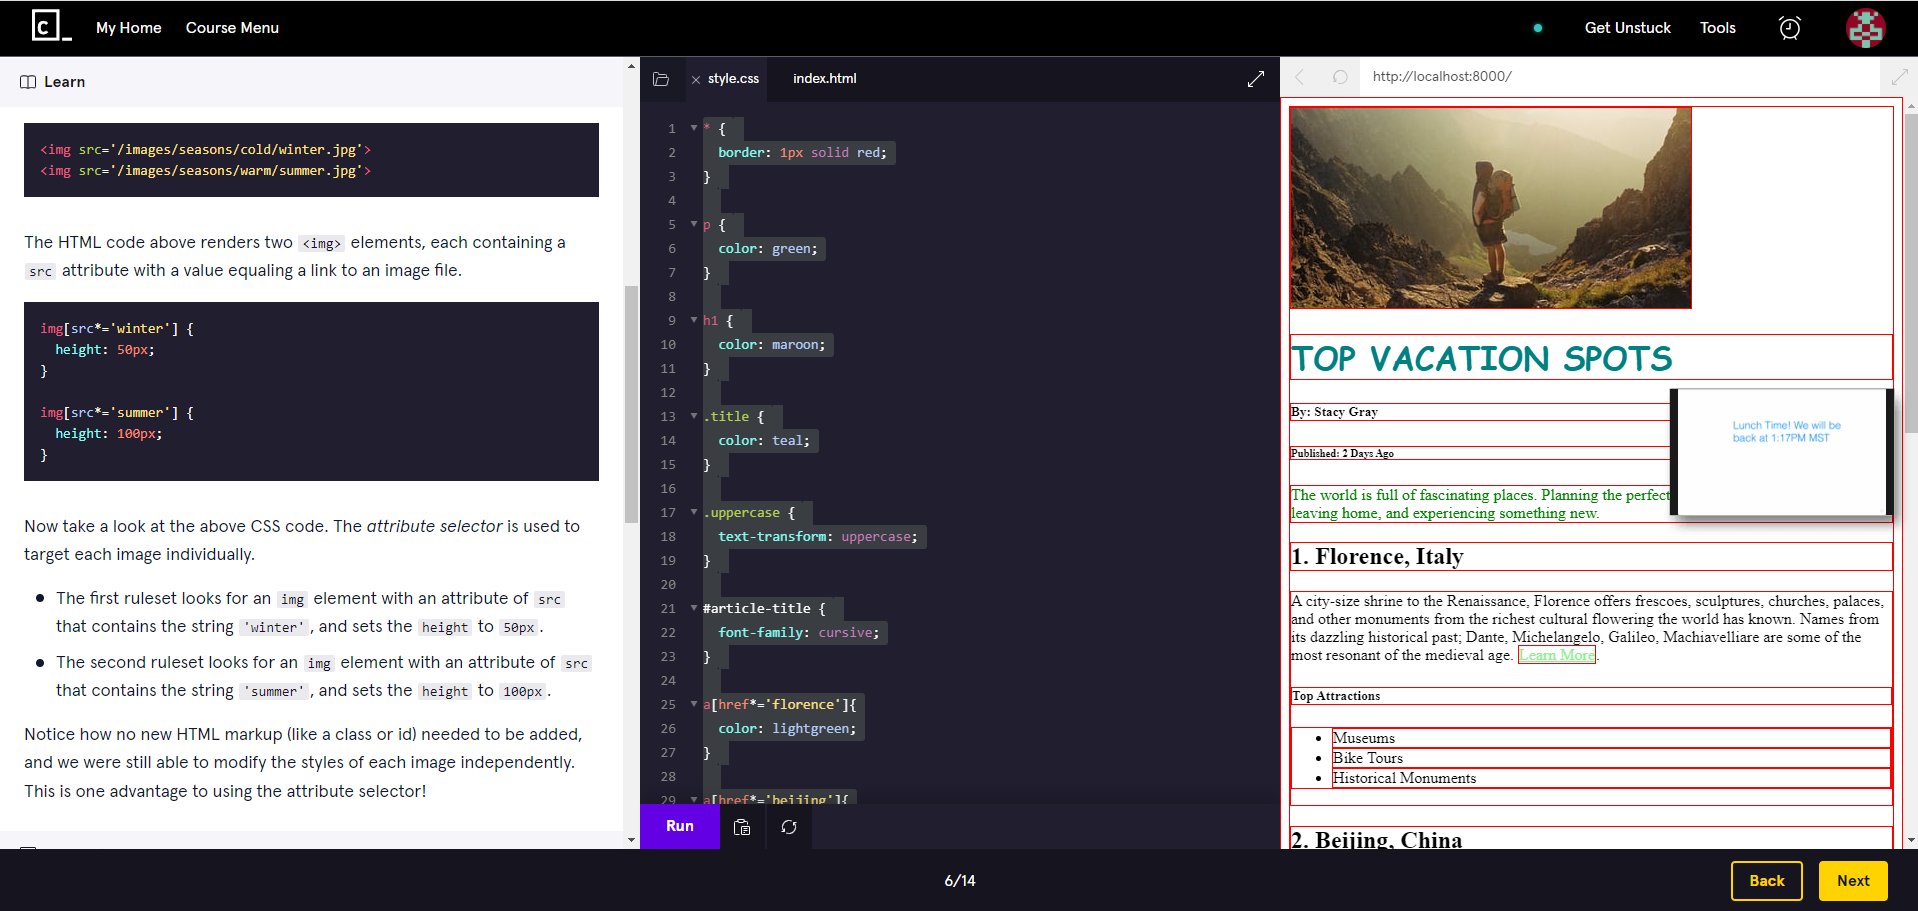 C_
My Home
Course Menu
Get Unstuck
Tools
Learn
<img src='/images/seasons/cold/winter.jpg'>
<img src='/images/seasons/warm/summer.jpg'>
The HTML code above renders two <img> elements, each containing a
src attribute with a value equaling a link to an image file.
img[src*='winter'] {
height: 50px;
}
img[src*='summer'] {
height: 100px;
}
Now take a look at the above CSS code. The attribute selector is used to
target each image individually.
• The first ruleset looks for an img element with an attribute of src
that contains the string 'winter', and sets the height to 50px.
• The second ruleset looks for an img element with an attribute of src
that contains the string 'summer', and sets the height to 100px.
Notice how no new HTML markup (like a class or id) needed to be added,
and we were still able to modify the styles of each image independently.
This is one advantage to using the attribute selector!
× style.css
index.html
1 * {
2 border: 1px solid red;
3 }
4
5 p {
6 color: green;
7 }
8
9 h1 {
10 color: maroon;
11 }
12
13 .title {
14 color: teal;
15 }
16
17 .uppercase {
18 text-transform: uppercase;
19 }
20
21 #article-title {
22 font-family: cursive;
23 }
24
25 a[href*='florence']{
26 color: lightgreen;
27 }
28
29 a[href*='beijing']{
Run
http://localhost:8000/
TOP VACATION SPOTS
By: Stacy Gray
Published: 2 Days Ago
Lunch Time! We will be
back at 1:17PM MST
The world is full of fascinating places. Planning the perfect
leaving home, and experiencing something new.
1. Florence, Italy
A city-size shrine to the Renaissance, Florence offers frescoes, sculptures, churches, palaces,
and other monuments from the richest cultural flowering the world has known. Names from
its dazzling historical past; Dante, Michelangelo, Galileo, Machiavelliare are some of the
most resonant of the medieval age. Learn More.
Top Attractions
• Museums
• Bike Tours
• Historical Monuments
2. Beijing, China
6/14
Back
Next